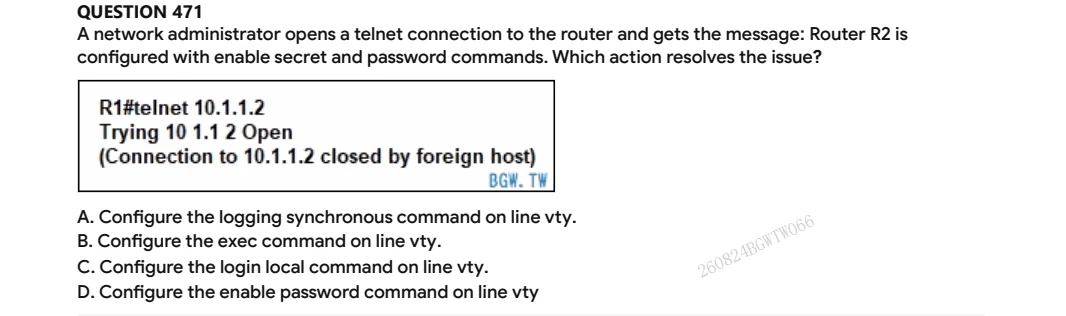 QUESTION 471
A network administrator opens a telnet connection to the router and gets the message: Router R2 is
configured with enable secret and password commands. Which action resolves the issue?
R1#telnet 10.1.1.2
Trying 10 1.1 2 Open
(Connection to 10.1.1.2 closed by foreign host)
BGW. TW
A. Configure the logging synchronous command on line vty.
B. Configure the exec command on line vty.
C. Configure the login local command on line vty.
D. Configure the enable password command on line vty
260824BGWTW066